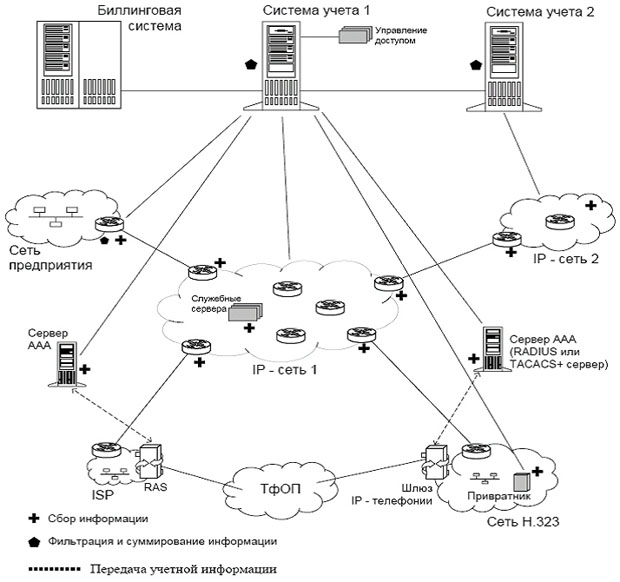 Биллинговая
система
Система учета 1
Управление
доступом
Система учета 2
Сеть
предприятия
IP - сеть 2
Служебные
сервера
Сервер
AAA
IP - сеть 1
Сервер AAA
(RADIUS или
TACACS+ сервер)
ISP
RAS
ТфОП
Шлюз
IP - телефонии
Привратник
Сеть H.323
Сбор информации
Фильтрация и суммирование информации
Передача учетной информации